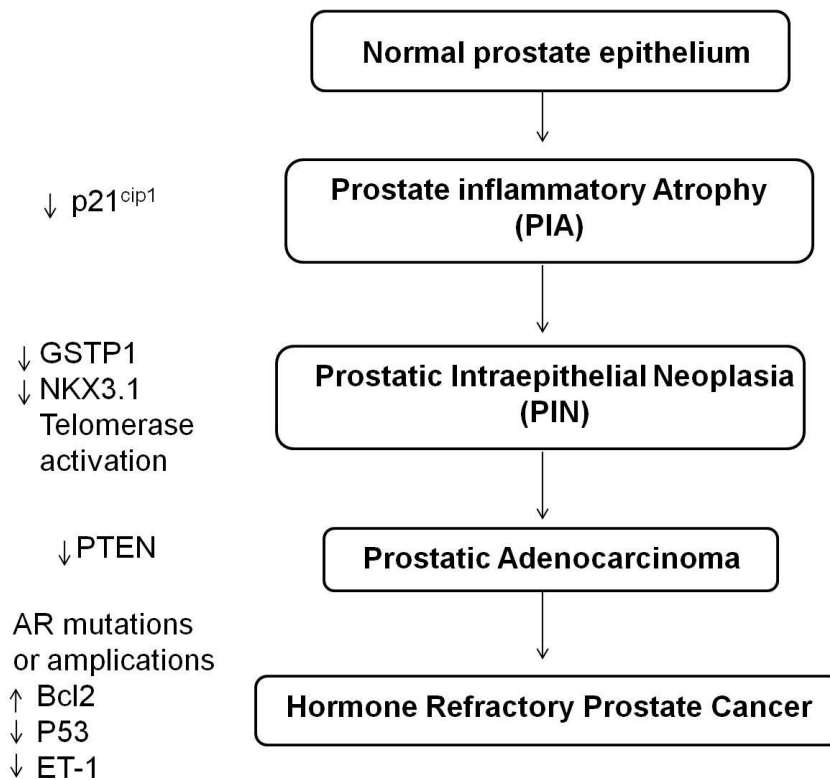 Normal prostate epithelium
↓ p21cip1
Prostate inflammatory Atrophy
(PIA)
↓ GSTP1
↓ NKX3.1
Telomerase
activation
Prostatic Intraepithelial Neoplasia
(PIN)
↓ PTEN
Prostatic Adenocarcinoma
AR mutations
or amplications
↑ Bcl2
↓ P53
↓ ET-1
Hormone Refractory Prostate Cancer